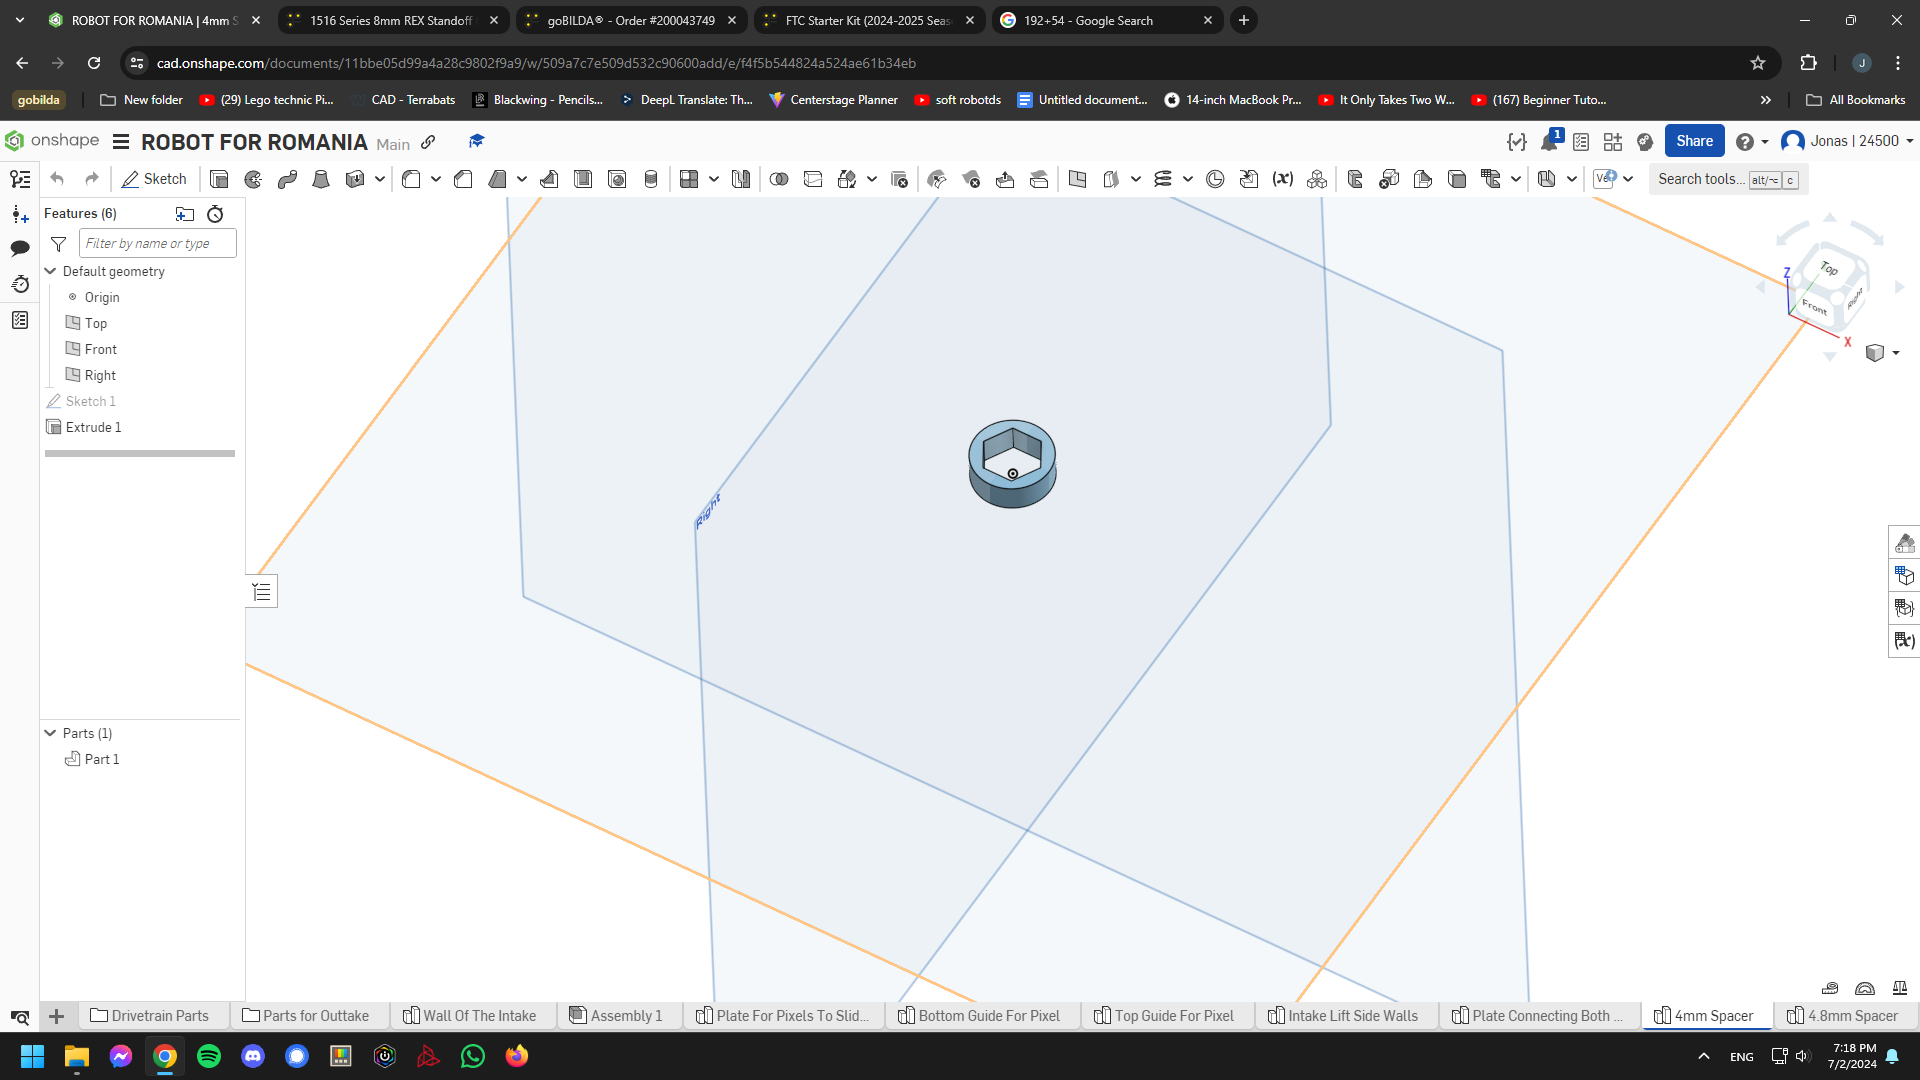 ROBOT FOR ROMANIA | 4mm S
1516 Series 8mm REX Standoff
goBILDA® - Order #200043749
FTC Starter Kit (2024-2025 Seas
192+54 - Google Search
cad.onshape.com/documents/11bbe05d99a4a28c9802f9a9/w/509a7c7e509d532c90600add/e/f4f5b544824a524ae61b34eb
J
gobilda
New folder
(29) Lego technic Pi...
CAD - Terrabats
Blackwing - Pencils...
DeepL Translate: Th...
Centerstage Planner
soft robotds
Untitled document...
14-inch MacBook Pr...
It Only Takes Two W...
(167) Beginner Tuto...
All Bookmarks
onshape
ROBOT FOR ROMANIA Main
1
Share
Jonas | 24500
Sketch
Search tools... alt/⌥ c
Features (6)
Filter by name or type
Default geometry
Origin
Top
Front
Right
Sketch 1
Extrude 1
Right
Z
Top
Front
Right
X
Parts (1)
Part 1
Drivetrain Parts
Parts for Outtake
Wall Of The Intake
Assembly 1
Plate For Pixels To Slid...
Bottom Guide For Pixel
Top Guide For Pixel
Intake Lift Side Walls
Plate Connecting Both ...
4mm Spacer
4.8mm Spacer
ENG
7:18 PM
7/2/2024